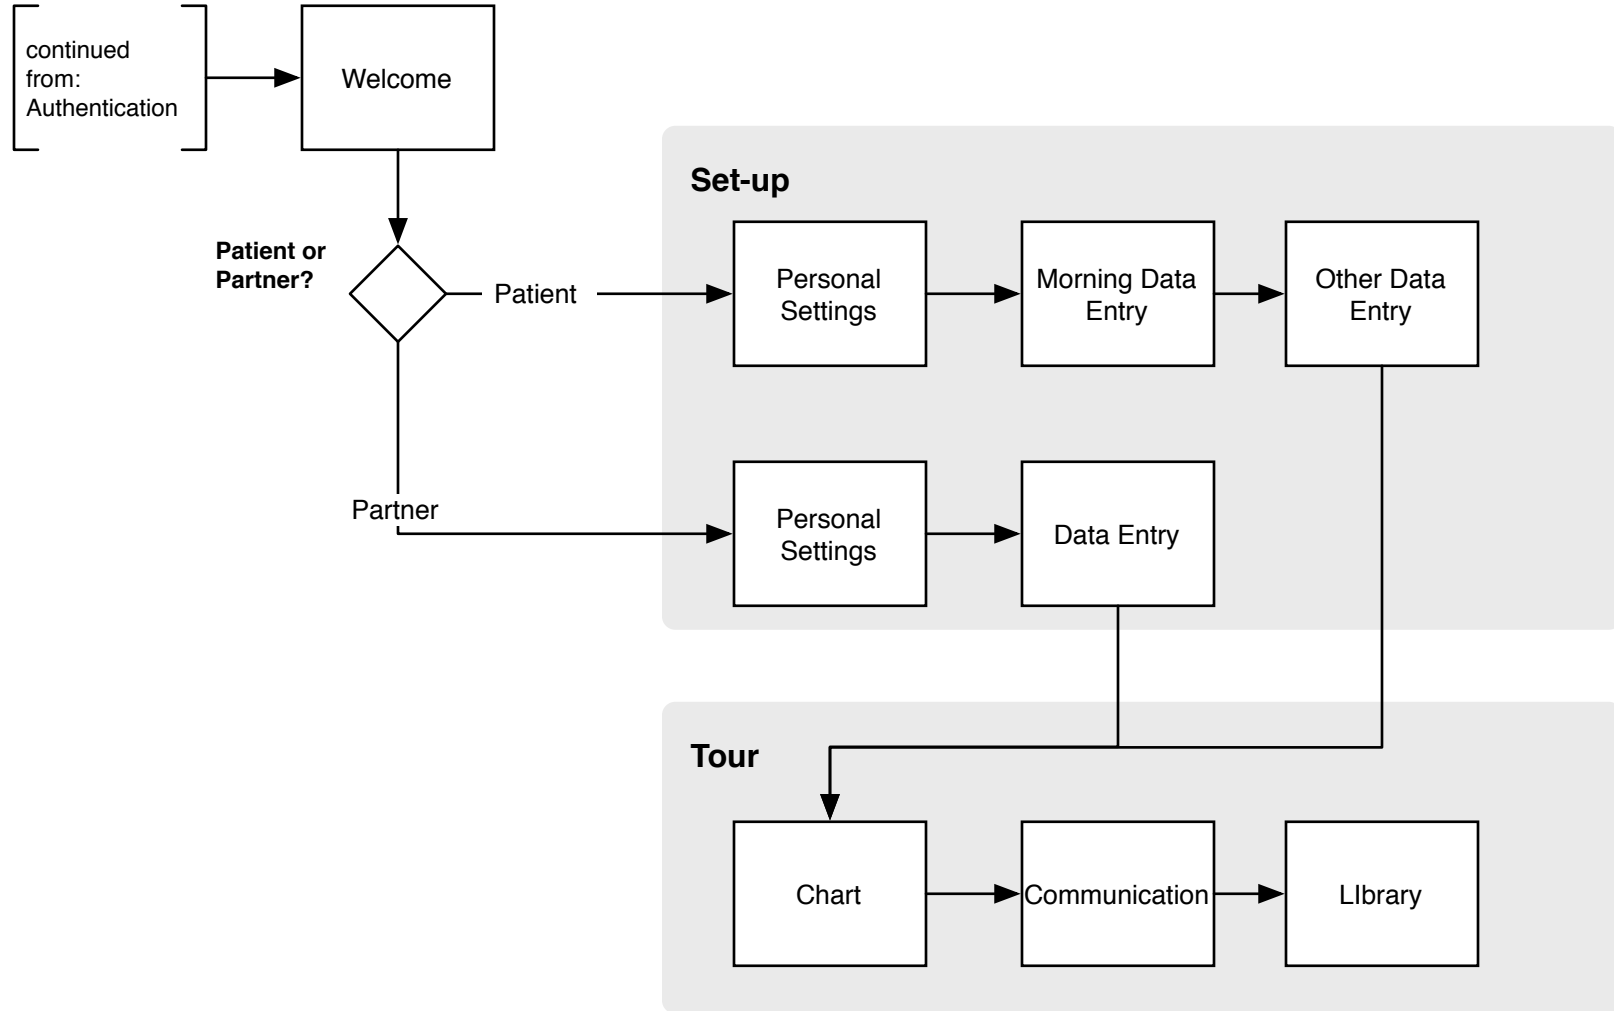 continued
from:
Authentication
Welcome
Set-up
Patient or
Partner?
Patient
Personal
Settings
Morning Data
Entry
Other Data
Entry
Partner
Personal
Settings
Data Entry
Tour
Chart
Communication
LIbrary